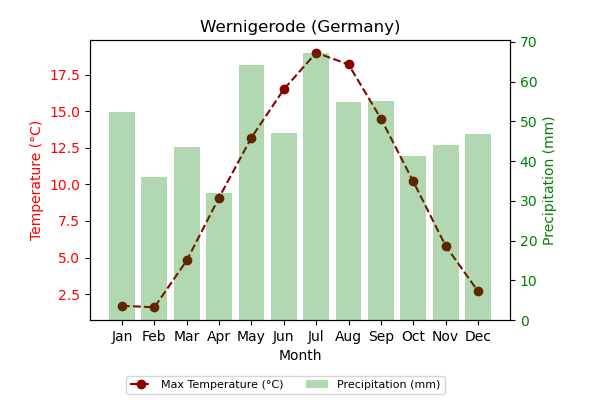 Wernigerode (Germany)
Temperature (°C)
17.5
15.0
12.5
10.0
7.5
5.0
2.5
70
60
50
40
30
20
10
0
Precipitation (mm)
Jan Feb Mar Apr May Jun Jul Aug Sep Oct Nov Dec
Month
Max Temperature (°C) Precipitation (mm)